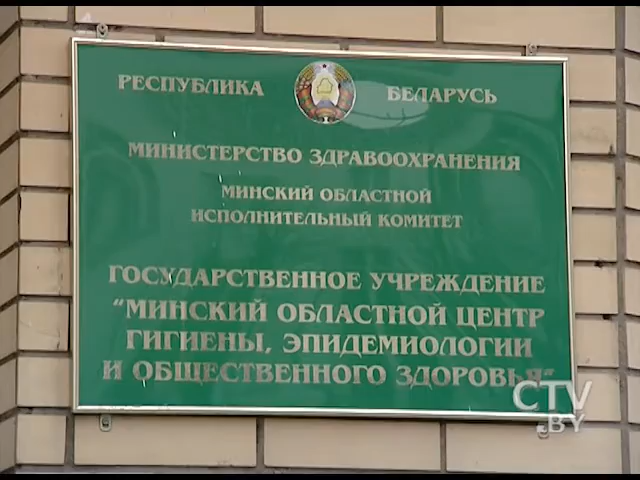 РЕСПУБЛИКА БЕЛАРУСЬ
МИНИСТЕРСТВО ЗДРАВООХРАНЕНИЯ
МИНСКИЙ ОБЛАСТНОЙ
ИСПОЛНИТЕЛЬНЫЙ КОМИТЕТ
ГОСУДАРСТВЕННОЕ УЧРЕЖДЕНИЕ
"МИНСКИЙ ОБЛАСТНОЙ ЦЕНТР
ГИГИЕНЫ, ЭПИДЕМИОЛОГИИ
И ОБЩЕСТВЕННОГО ЗДОРОВЬЯ"
CTV
.BY